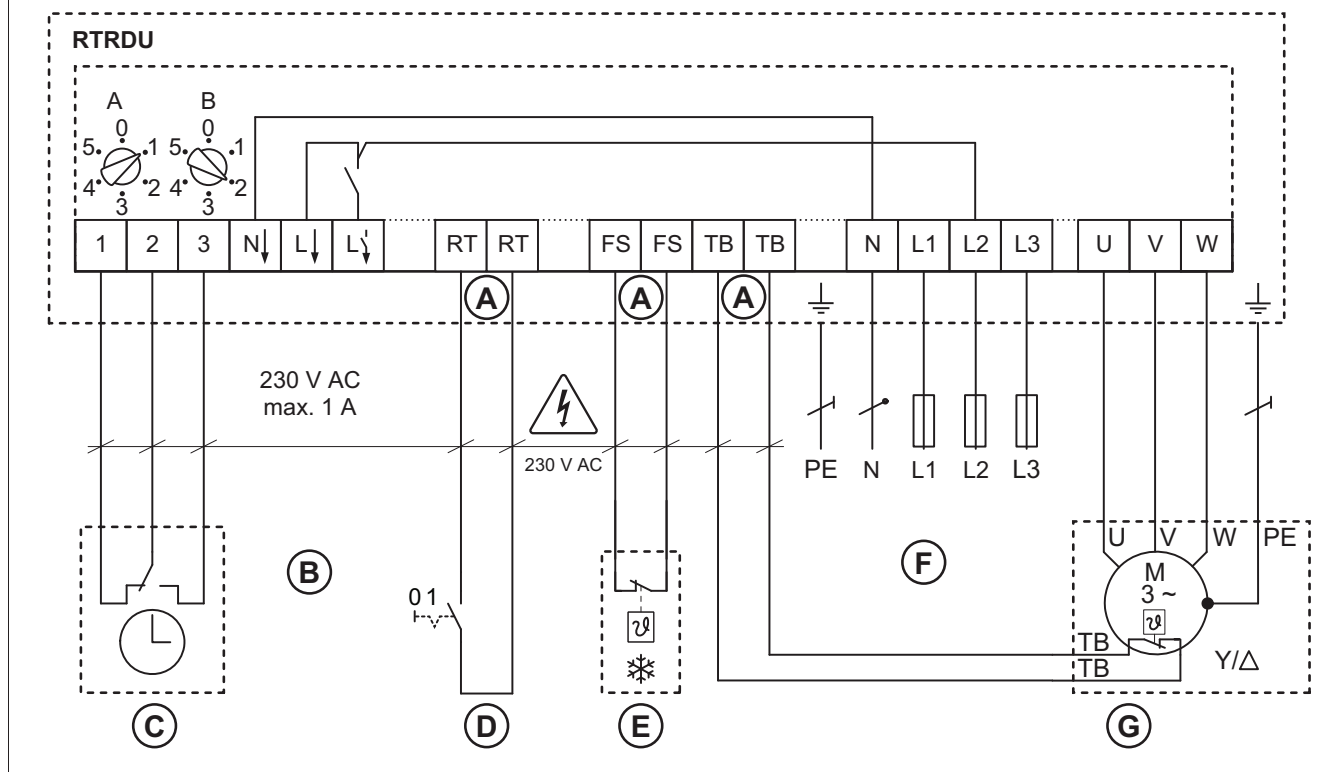 RTRDU
A B
0 0
5 1 5 1
4 2 4 2
3 3
1 2 3 N L L RT RT FS FS TB TB N L1 L2 L3 U V W
A A A
230 V AC
max. 1 A
230 V AC
PE N L1 L2 L3
U V W PE
B
F
M
3 ~
0 1
ϑ
ϑ
TB
TB
Y/△
C D E G